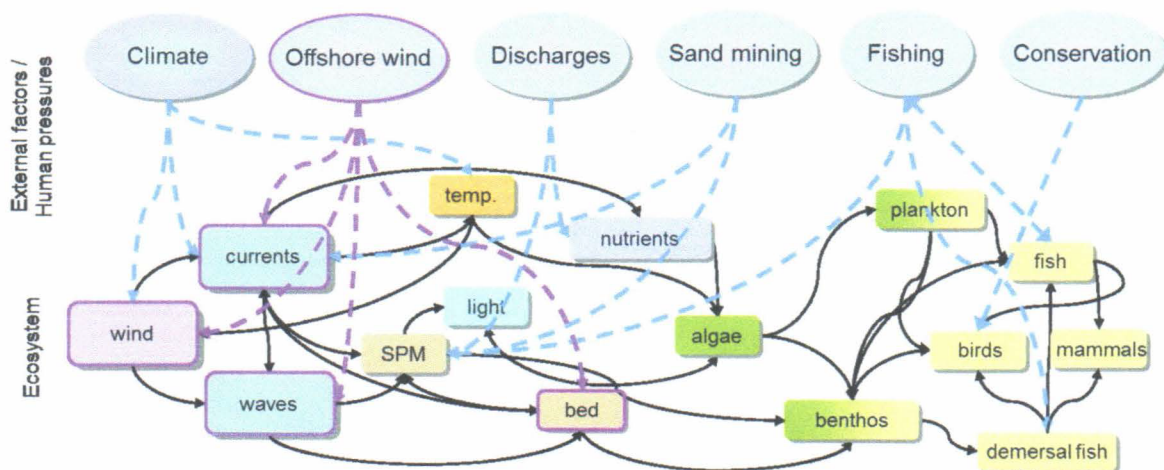 External factors /
Human pressures
Climate
Offshore wind
Discharges
Sand mining
Fishing
Conservation
Ecosystem
temp.
plankton
currents
nutrients
fish
wind
light
SPM
algae
birds
mammals
waves
bed
benthos
demersal fish